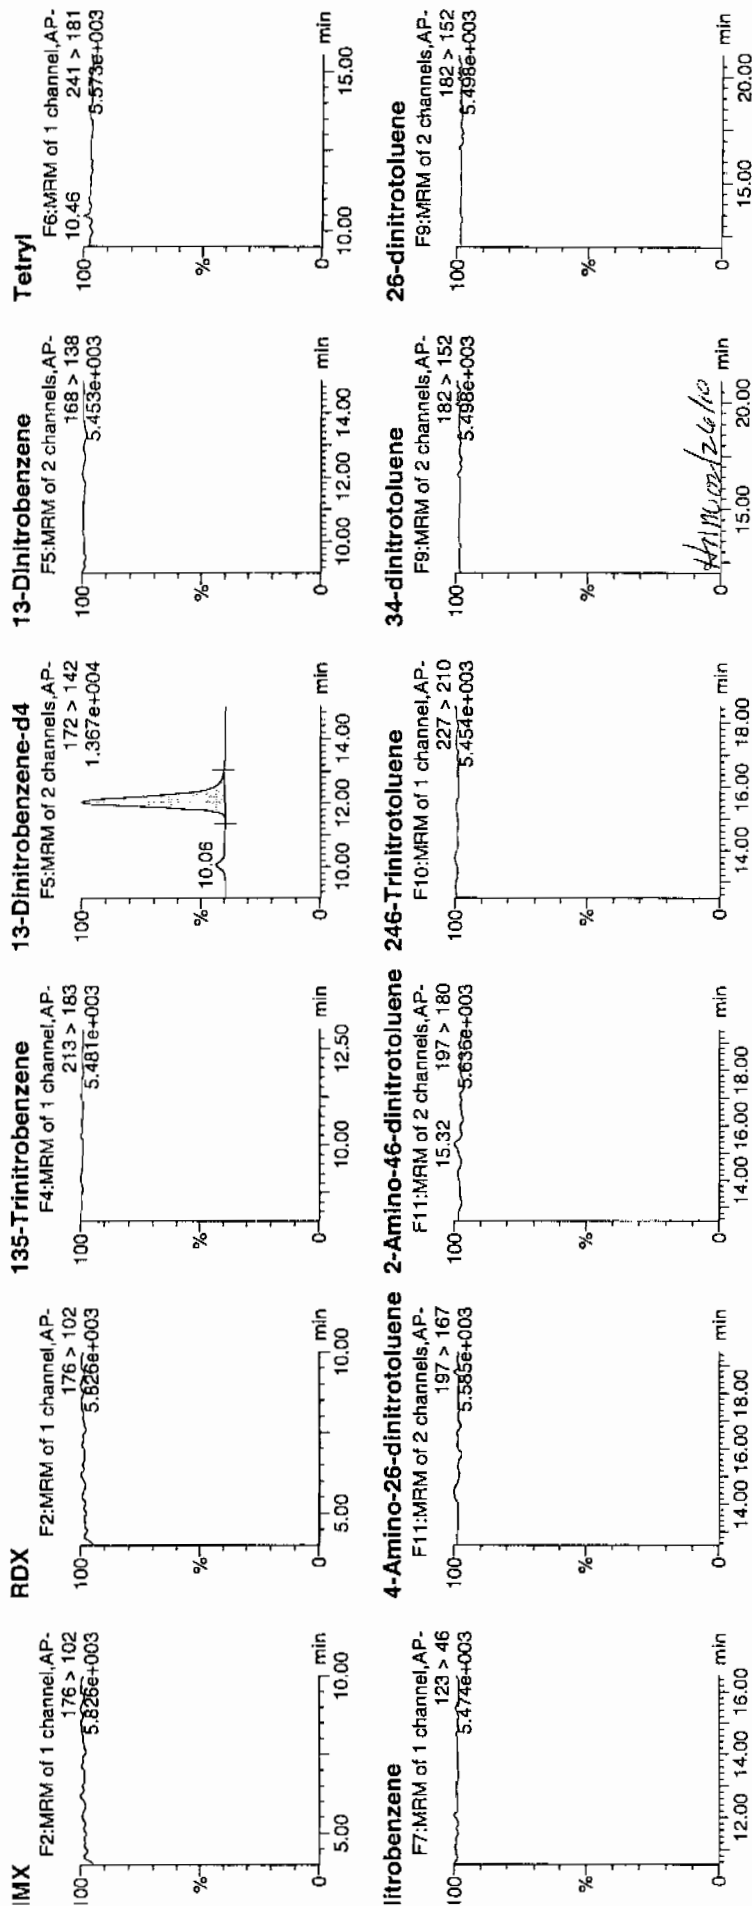 IMX
F2:MRM of 1 channel,AP-
176 > 102
5.826e+003
100
%
0
5.00 10.00 min
RDX
F2:MRM of 1 channel,AP-
176 > 102
5.826e+003
100
%
0
5.00 10.00 min
135-Trinitrobenzene
F4:MRM of 1 channel,AP-
213 > 183
5.481e+003
100
%
0
10.00 12.50 min
13-Dinitrobenzene-d4
F5:MRM of 2 channels,AP-
172 > 142
1.367e+004
100
10.06
%
0
10.00 12.00 14.00 min
13-Dinitrobenzene
F5:MRM of 2 channels,AP-
168 > 138
5.453e+003
100
%
0
10.00 12.00 14.00 min
Tetryl
F6:MRM of 1 channel,AP-
10.46 241 > 181
5.573e+003
100
%
0
10.00 15.00 min
litrobenzene
F7:MRM of 1 channel,AP-
123 > 46
5.474e+003
100
%
0
12.00 14.00 16.00 min
4-Amino-26-dinitrotoluene
F11:MRM of 2 channels,AP-
197 > 167
5.585e+003
100
%
0
14.00 16.00 18.00 min
2-Amino-46-dinitrotoluene
F11:MRM of 2 channels,AP-
15.32 197 > 180
5.636e+003
100
%
0
14.00 16.00 18.00 min
246-Trinitrotoluene
F10:MRM of 1 channel,AP-
227 > 210
5.454e+003
100
%
0
14.00 16.00 18.00 min
34-dinitrotoluene
F9:MRM of 2 channels,AP-
182 > 152
5.498e+003
100
%
02/26/10
0
15.00 20.00 min
26-dinitrotoluene
F9:MRM of 2 channels,AP-
182 > 152
5.498e+003
100
%
0
15.00 20.00 min